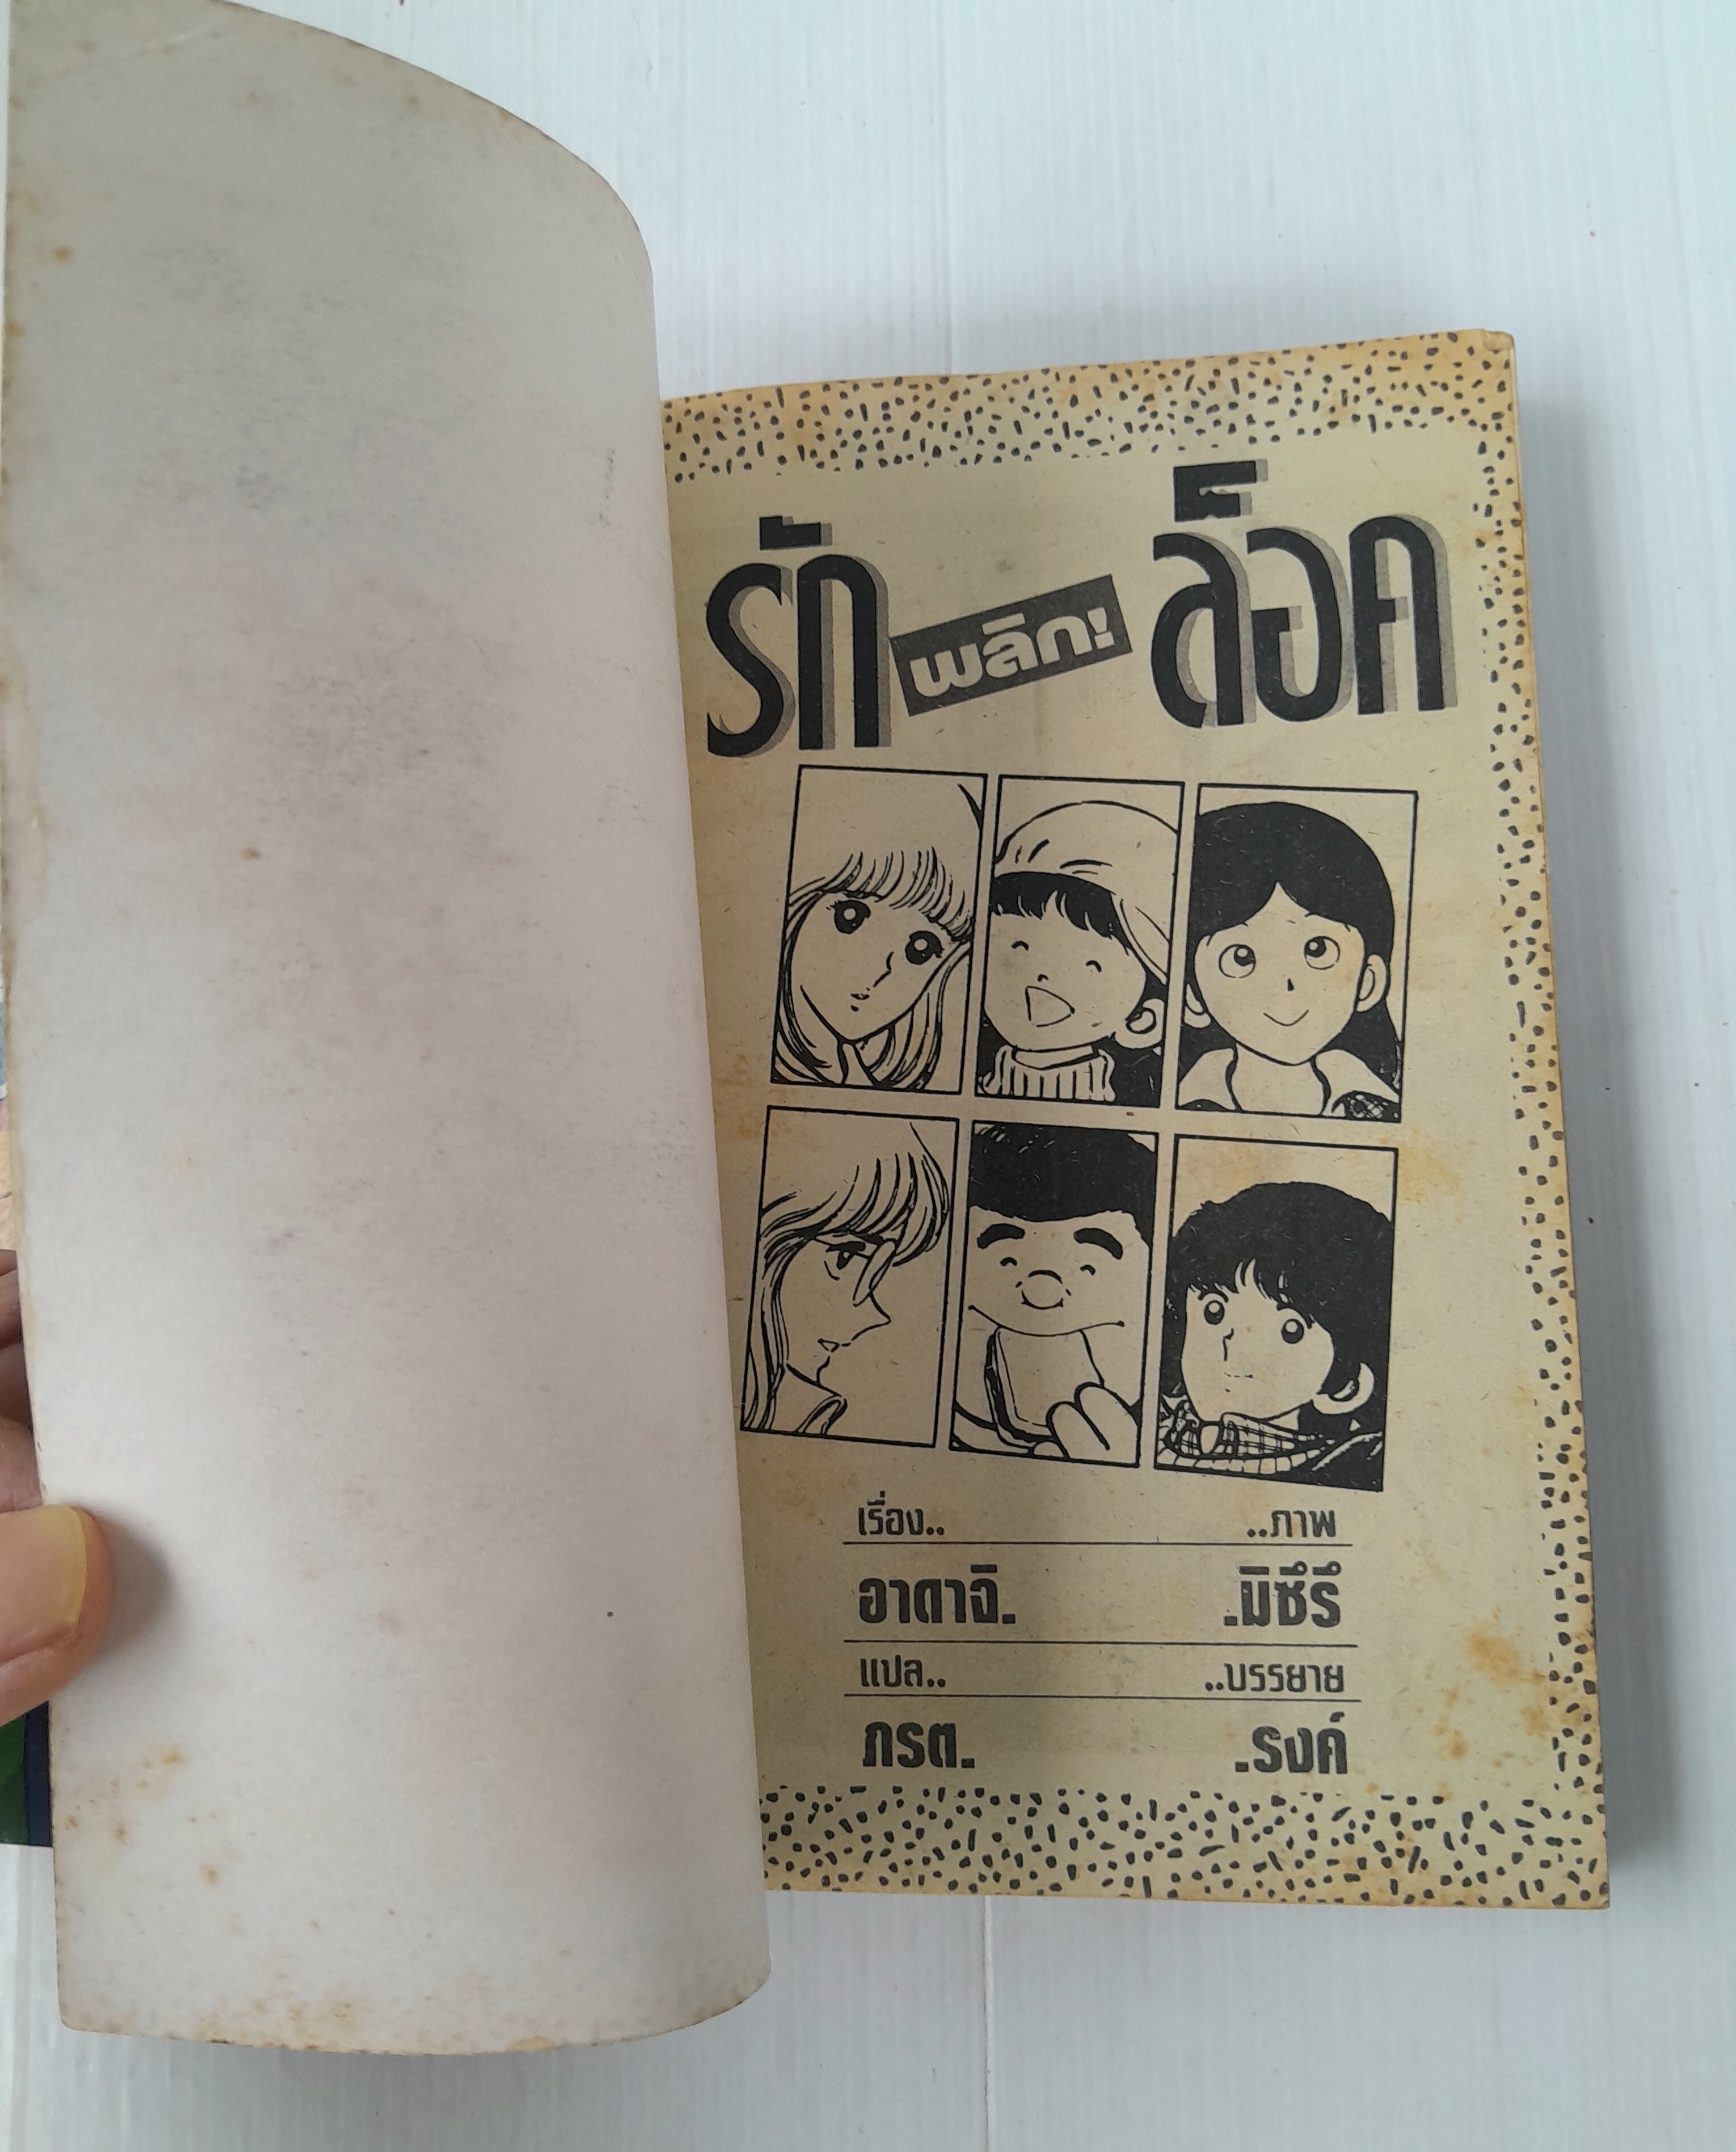 รัก พลิก! ล็อค
เรื่อง.. ..ภาพ
อาดาจิ. .มิซึรึ
แปล.. ..บรรยาย
ภรต. .รงค์